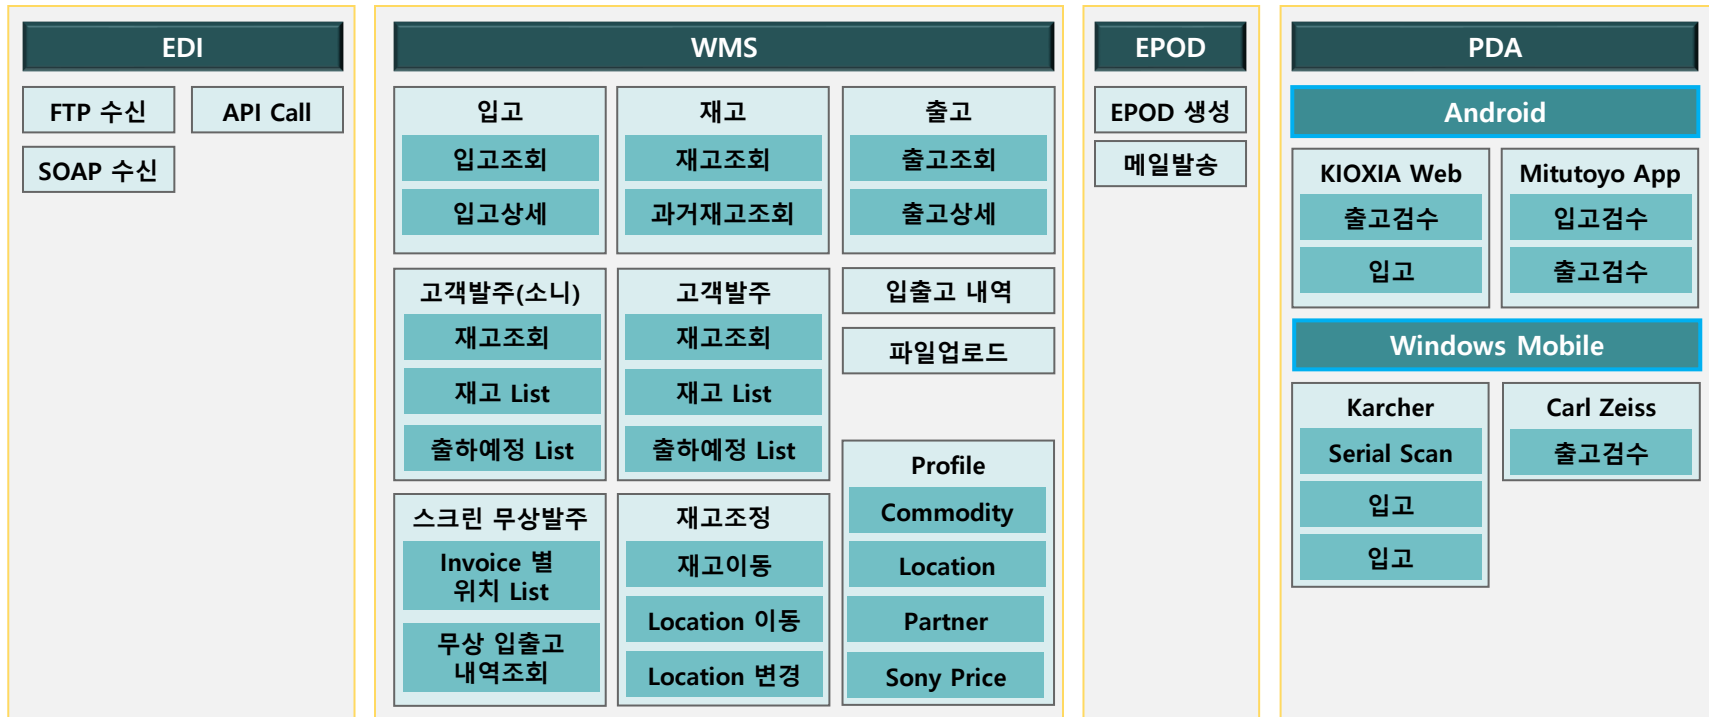 EDI
FTP 수신
API Call
SOAP 수신
WMS
입고
입고조회
입고상세
재고
재고조회
과거재고조회
출고
출고조회
출고상세
고객발주(소니)
재고조회
재고 List
출하예정 List
고객발주
재고조회
재고 List
출하예정 List
입출고 내역
파일업로드
스크린 무상발주
Invoice 별
위치 List
무상 입출고
내역조회
재고조정
재고이동
Location 이동
Location 변경
Profile
Commodity
Location
Partner
Sony Price
EPOD
EPOD 생성
메일발송
PDA
Android
KIOXIA Web
출고검수
입고
Mitutoyo App
입고검수
출고검수
Windows Mobile
Karcher
Serial Scan
입고
입고
Carl Zeiss
출고검수